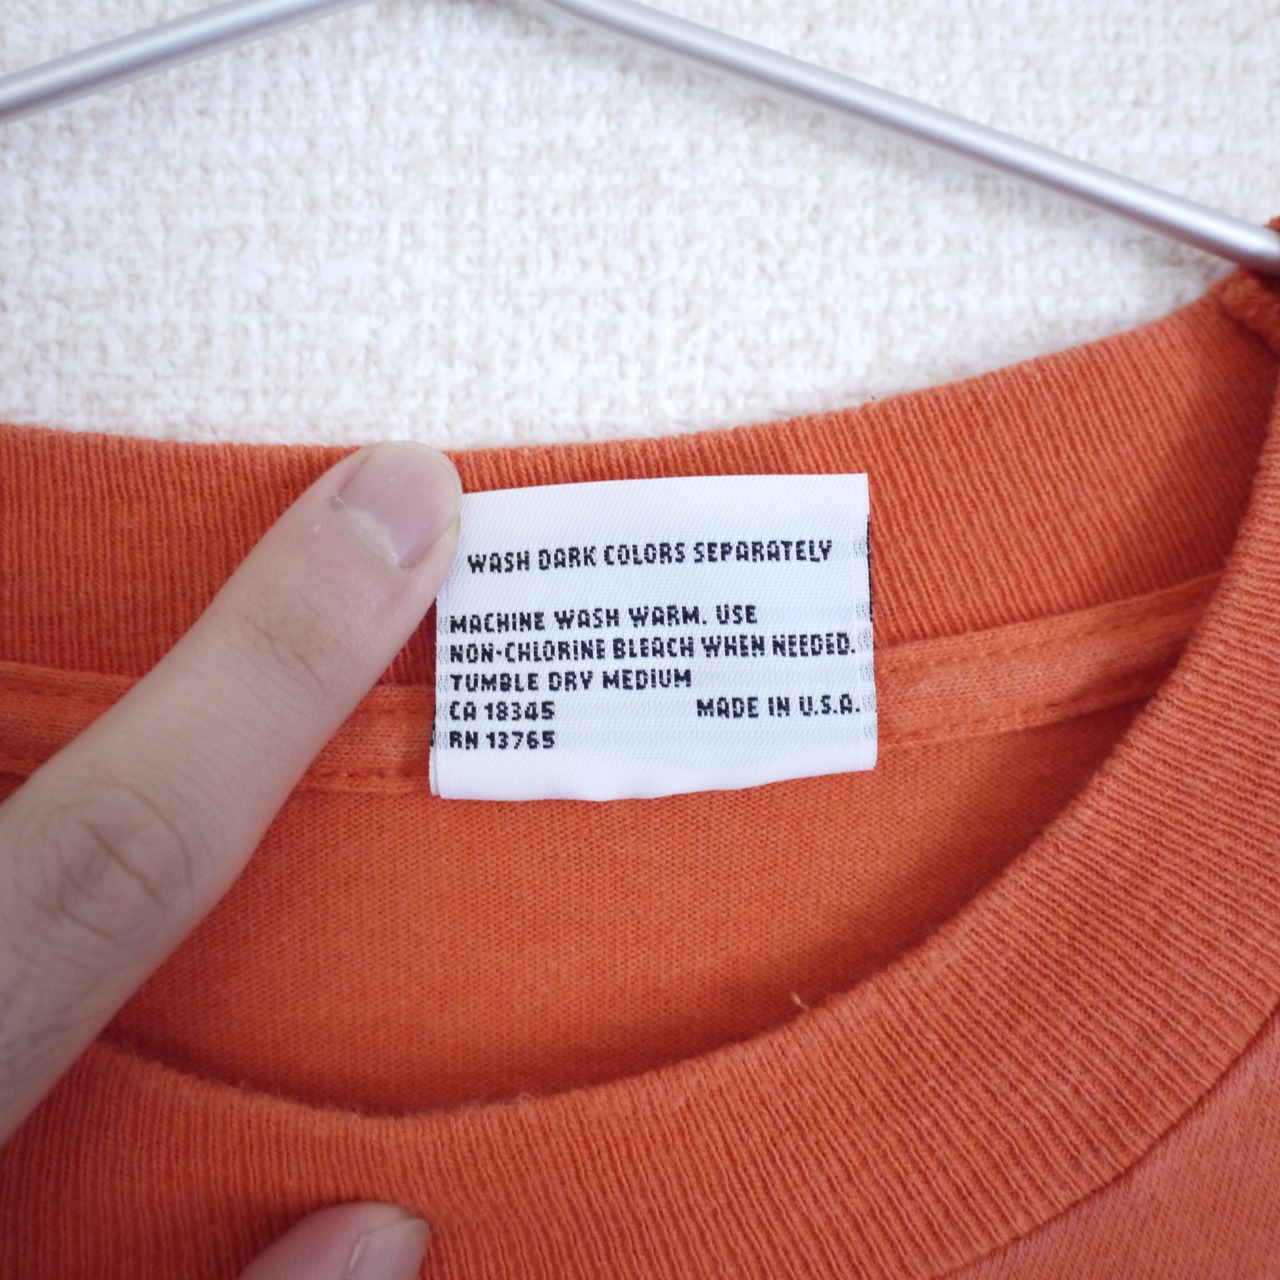 WASH DARK COLORS SEPARATELY
MACHINE WASH WARM. USE
NON-CHLORINE BLEACH WHEN NEEDED.
TUMBLE DRY MEDIUM
CA 18345 MADE IN U.S.A.
RN 13765